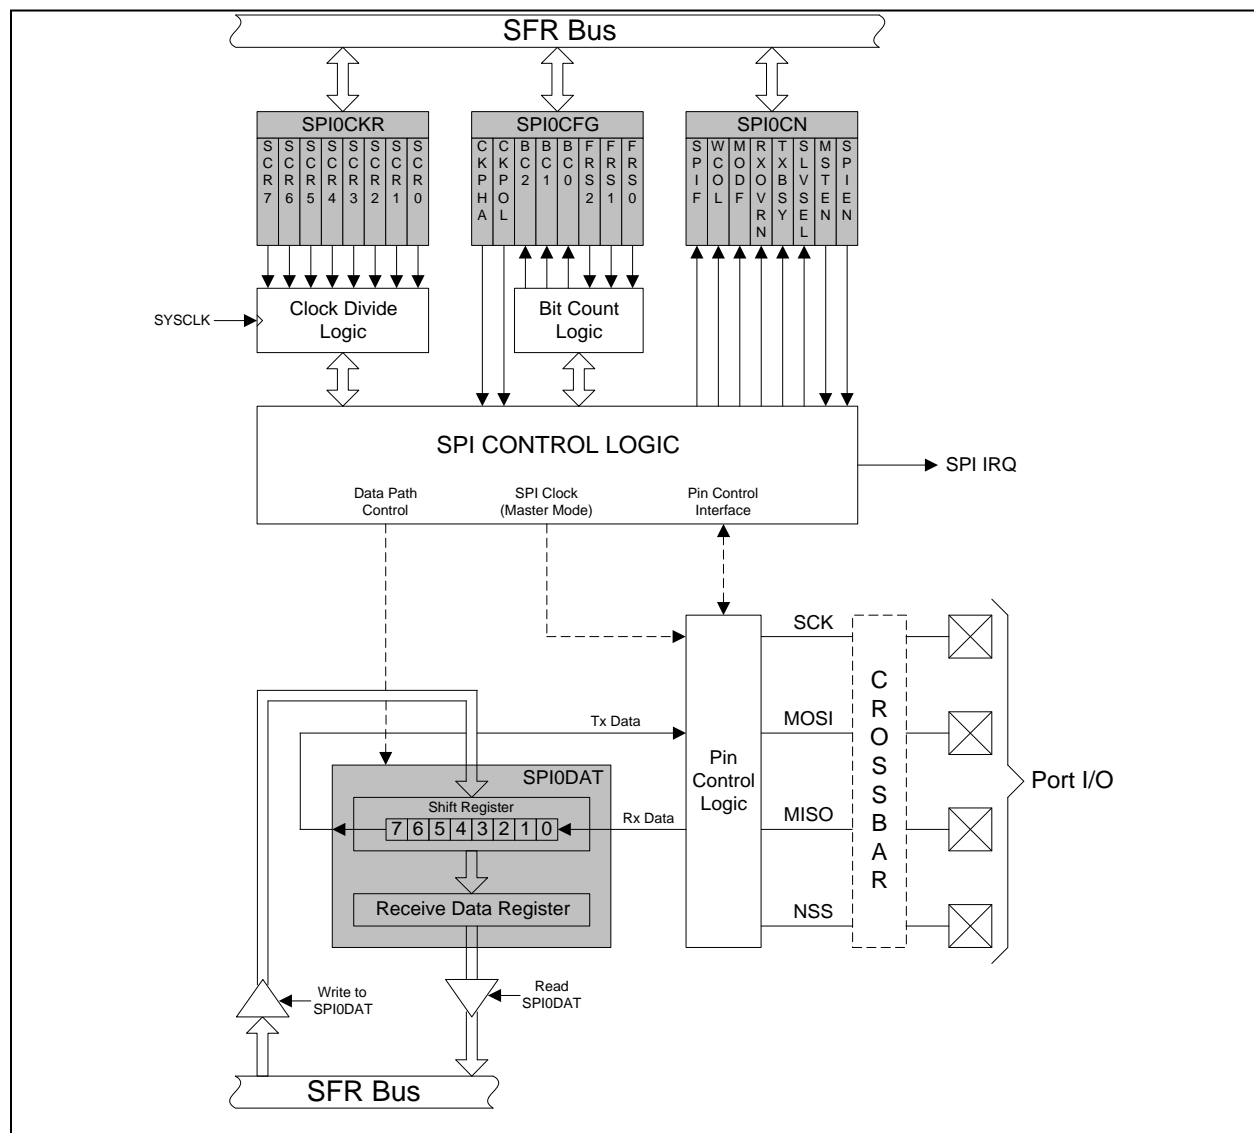 SFR Bus
SPI0CKR
SCR7
SCR6
SCR5
SCR4
SCR3
SCR2
SCR1
SCR0
SPI0CFG
CKPHA
CKPOL
BC2
BC1
BC0
FRS2
FRS1
FRS0
SPI0CN
SPIF
WCOL
MODF
RXOVRN
TXBSY
SLVSEL
MSTEN
SPIEN
SYSCLK
Clock Divide
Logic
Bit Count
Logic
SPI CONTROL LOGIC
SPI IRQ
Data Path
Control
SPI Clock
(Master Mode)
Pin Control
Interface
SCK
MOSI
MISO
NSS
CROSSBAR
Port I/O
Tx Data
Pin
Control
Logic
SPI0DAT
Shift Register
7 6 5 4 3 2 1 0
Rx Data
Receive Data Register
Write to
SPI0DAT
Read
SPI0DAT
SFR Bus